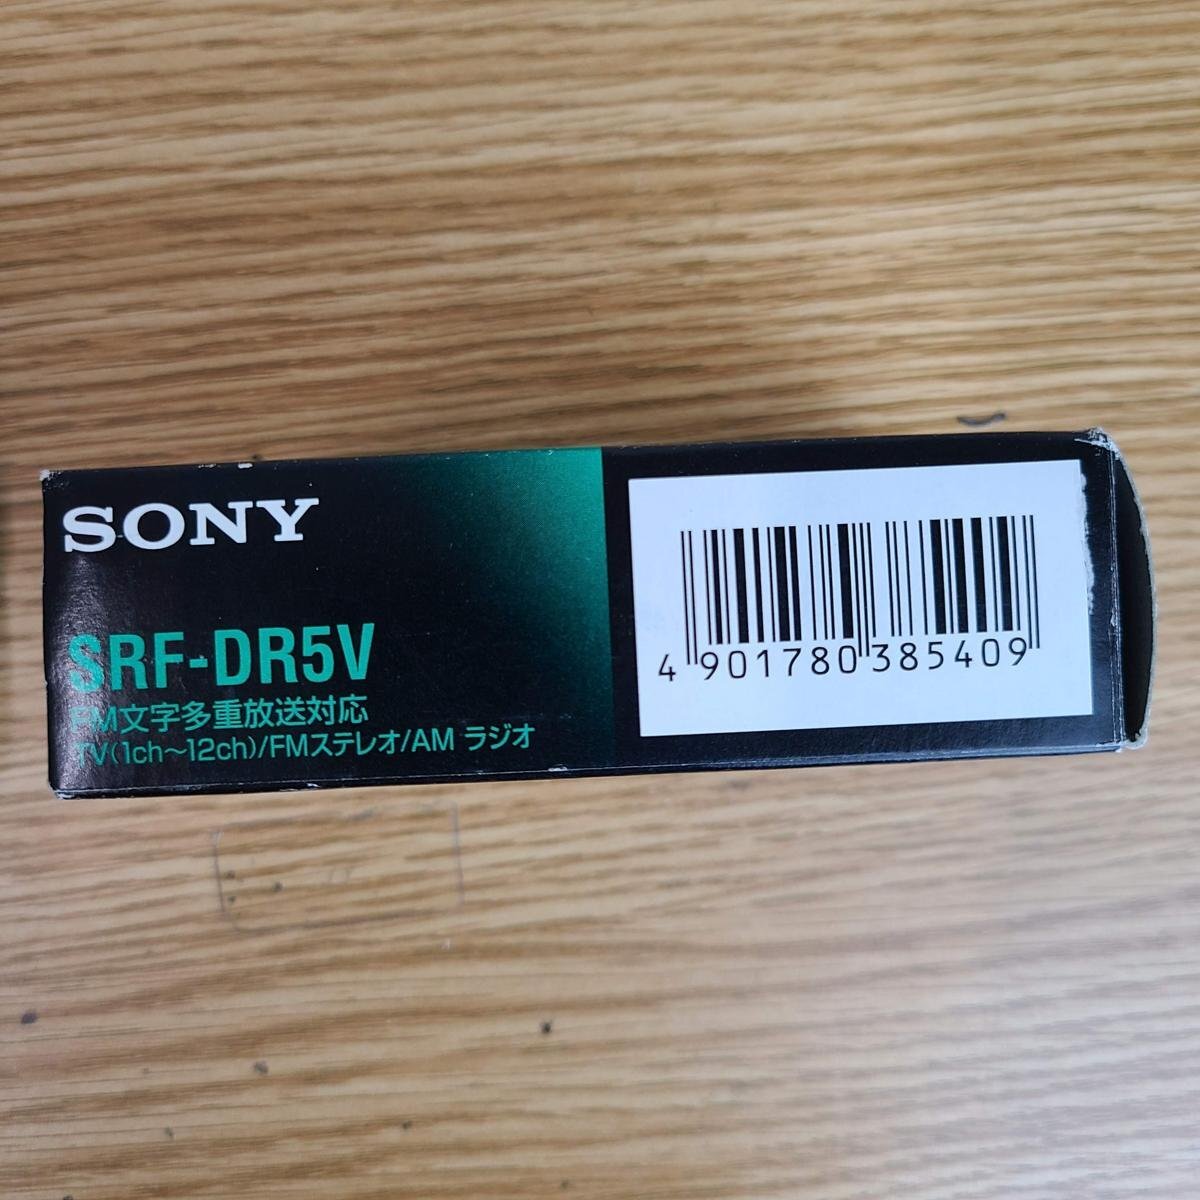 SONY
SRF-DR5V
FM文字多重放送対応
TV(1ch～12ch)/FMステレオ/AM ラジオ
4 901780 385409